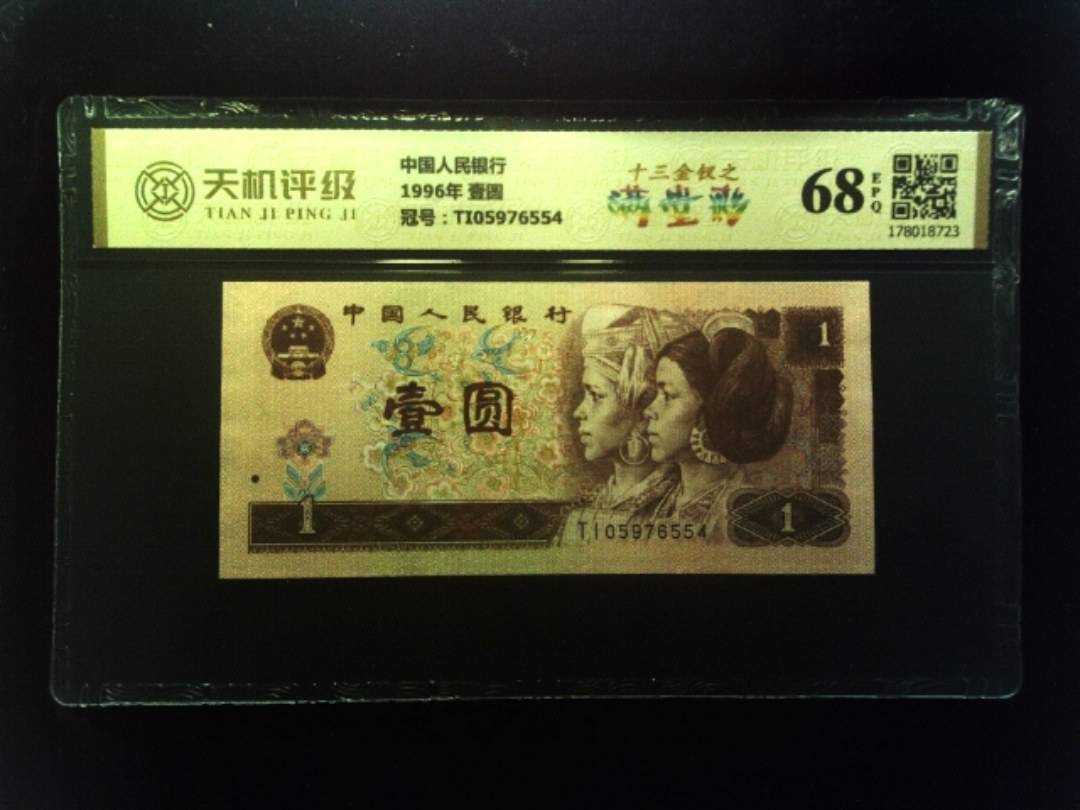 天机评级
TIAN JI PING JI
中国人民银行
1996年 壹圆
冠号：TI05976554
十三金钗之
满堂彩
68
EPQ
178018723
中国人民银行
1
壹圆
1
1
TI05976554